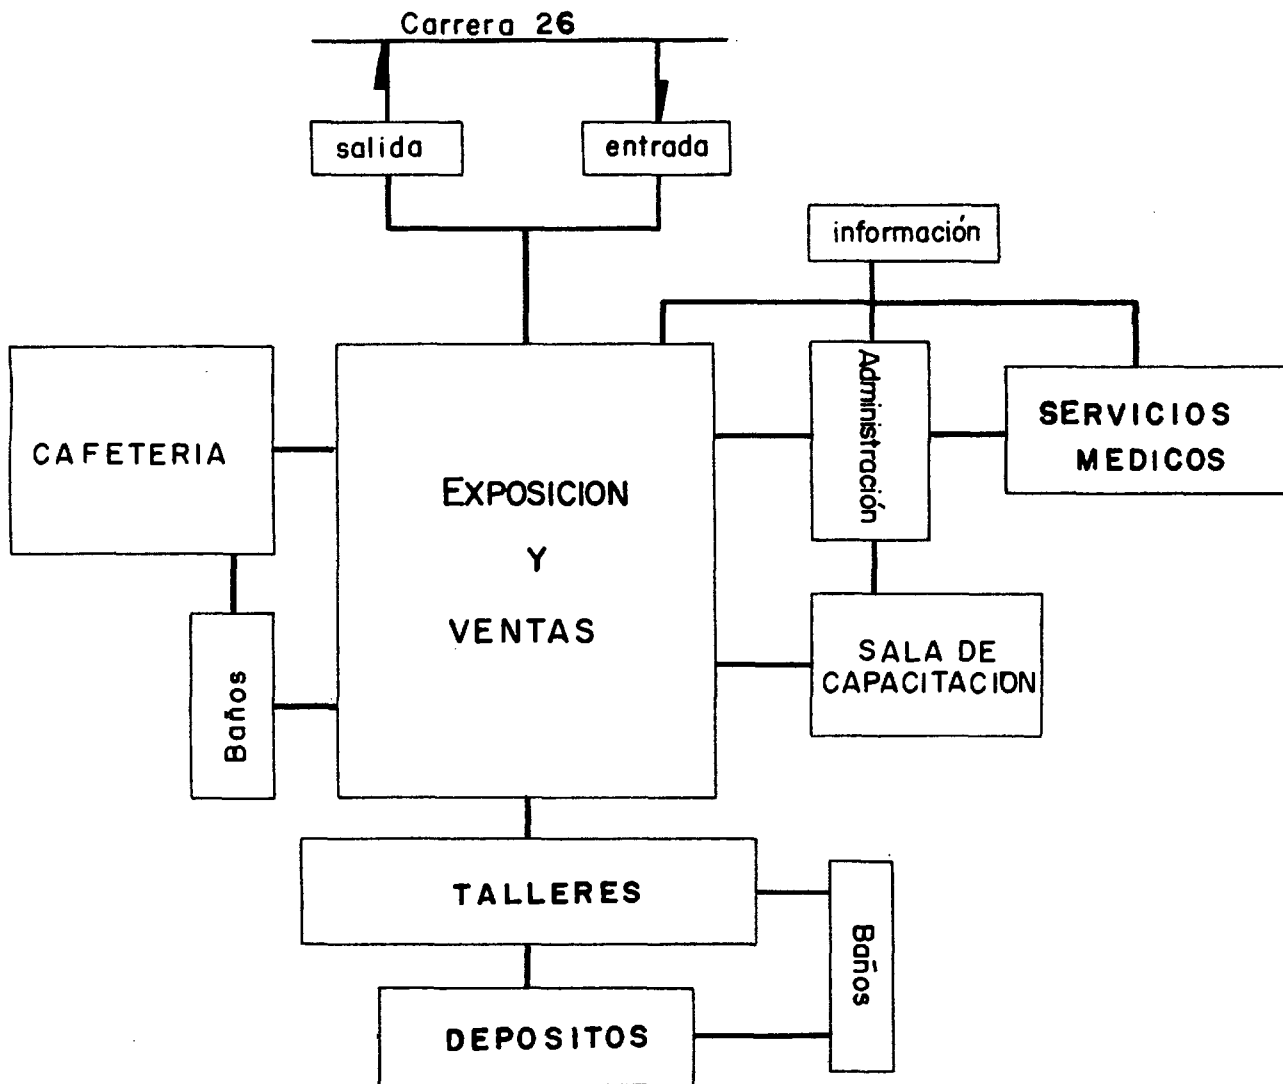 Carrera 26
salida
entrada
información
CAFETERIA
EXPOSICION
Y
VENTAS
Administración
SERVICIOS
MEDICOS
Baños
SALA DE
CAPACITACION
TALLERES
Baños
DEPOSITOS